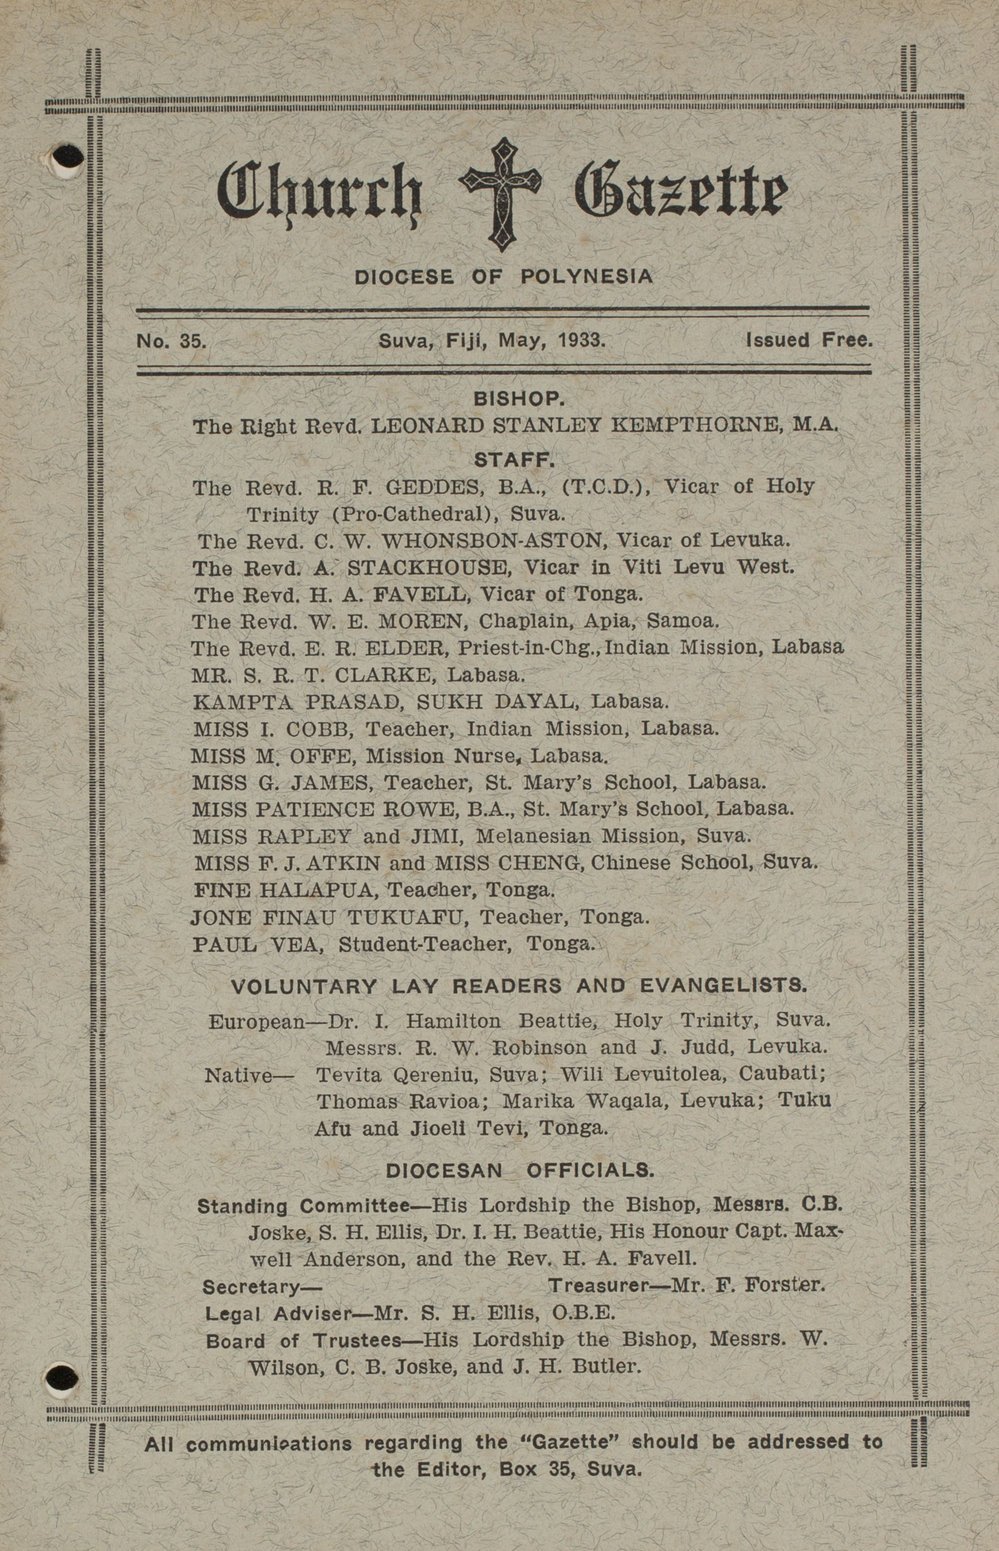 Church Gazette
DIOCESE OF POLYNESIA
No. 35. Suva, Fiji, May, 1933. Issued Free.
BISHOP.
The Right Revd. LEONARD STANLEY KEMPTHORNE, M.A.
STAFF.
The Revd. R. F. GEDDES, B.A., (T.C.D.), Vicar of Holy
Trinity (Pro-Cathedral), Suva.
The Revd. C. W. WHONSBON-ASTON, Vicar of Levuka.
The Revd. A. STACKHOUSE, Vicar in Viti Levu West.
The Revd. H. A. FAVELL, Vicar of Tonga.
The Revd. W. E. MOREN, Chaplain, Apia, Samoa.
The Revd. E. R. ELDER, Priest-in-Chg., Indian Mission, Labasa
MR. S. R. T. CLARKE, Labasa.
KAMPTA PRASAD, SUKH DAYAL, Labasa.
MISS I. COBB, Teacher, Indian Mission, Labasa.
MISS M. OFFE, Mission Nurse, Labasa.
MISS G. JAMES, Teacher, St. Mary's School, Labasa.
MISS PATIENCE ROWE, B.A., St. Mary's School, Labasa.
MISS RAPLEY and JIMI, Melanesian Mission, Suva.
MISS F. J. ATKIN and MISS CHENG, Chinese School, Suva.
FINE HALAPUA, Teacher, Tonga.
JONE FINAU TUKUAFU, Teacher, Tonga.
PAUL VEA, Student-Teacher, Tonga.
VOLUNTARY LAY READERS AND EVANGELISTS.
European—Dr. I. Hamilton Beattie, Holy Trinity, Suva.
Messrs. R. W. Robinson and J. Judd, Levuka.
Native— Tevita Qereniu, Suva; Wili Levuitolea, Caubati;
Thomas Ravioa; Marika Waqala, Levuka; Tuku
Afu and Jioeli Tevi, Tonga.
DIOCESAN OFFICIALS.
Standing Committee—His Lordship the Bishop, Messrs. C.B.
Joske, S. H. Ellis, Dr. I. H. Beattie, His Honour Capt. Max-
well Anderson, and the Rev. H. A. Favell.
Secretary— Treasurer—Mr. F. Forster.
Legal Adviser—Mr. S. H. Ellis, O.B.E.
Board of Trustees—His Lordship the Bishop, Messrs. W.
Wilson, C. B. Joske, and J. H. Butler.
All communications regarding the "Gazette" should be addressed to
the Editor, Box 35, Suva.